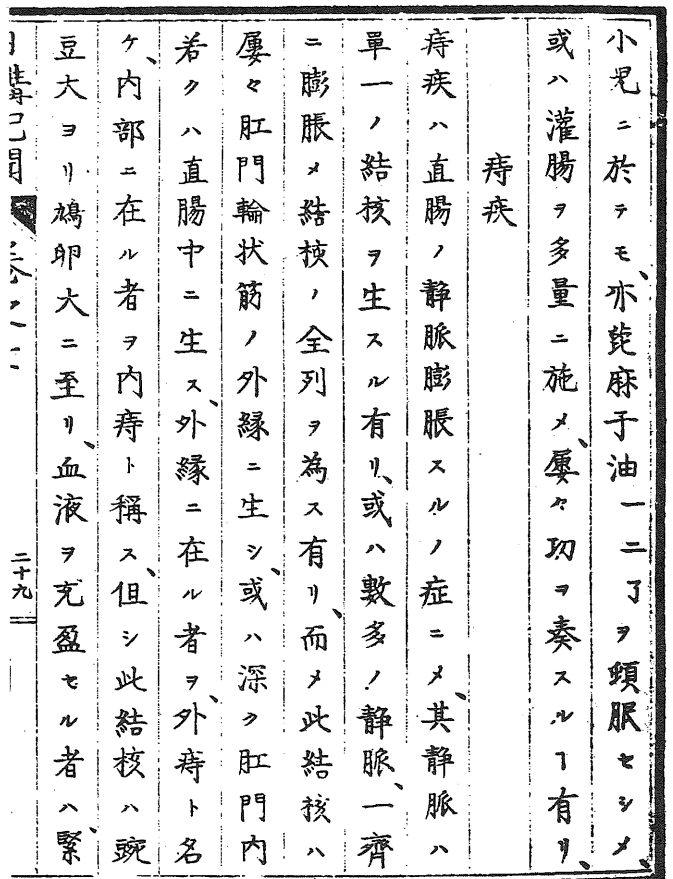 小児ニ於テモ、亦蓖麻子油一二了ヲ頓服セシメ、
或ハ灌腸ヲ多量ニ施メ、屢々功ヲ奏スルヿ有リ、
痔疾
痔疾ハ直腸ノ静脈膨脹スルノ症ニメ、其静脈ハ
單一ノ結核ヲ生スル有リ、或ハ數多ノ静脈、一齊
ニ膨脹メ結核ノ全列ヲ為ス有リ、而メ此結核ハ
屢々肛門輪状筋ノ外縁ニ生シ、或ハ深ク肛門内
若クハ直腸中ニ生ス、外縁ニ在ル者ヲ、外痔ト名
ケ、内部ニ在ル者ヲ内痔ト稱ス、但シ此結核ハ豌
豆大ヨリ鳩卵大ニ至リ、血液ヲ充盈セル者ハ、緊
二十九